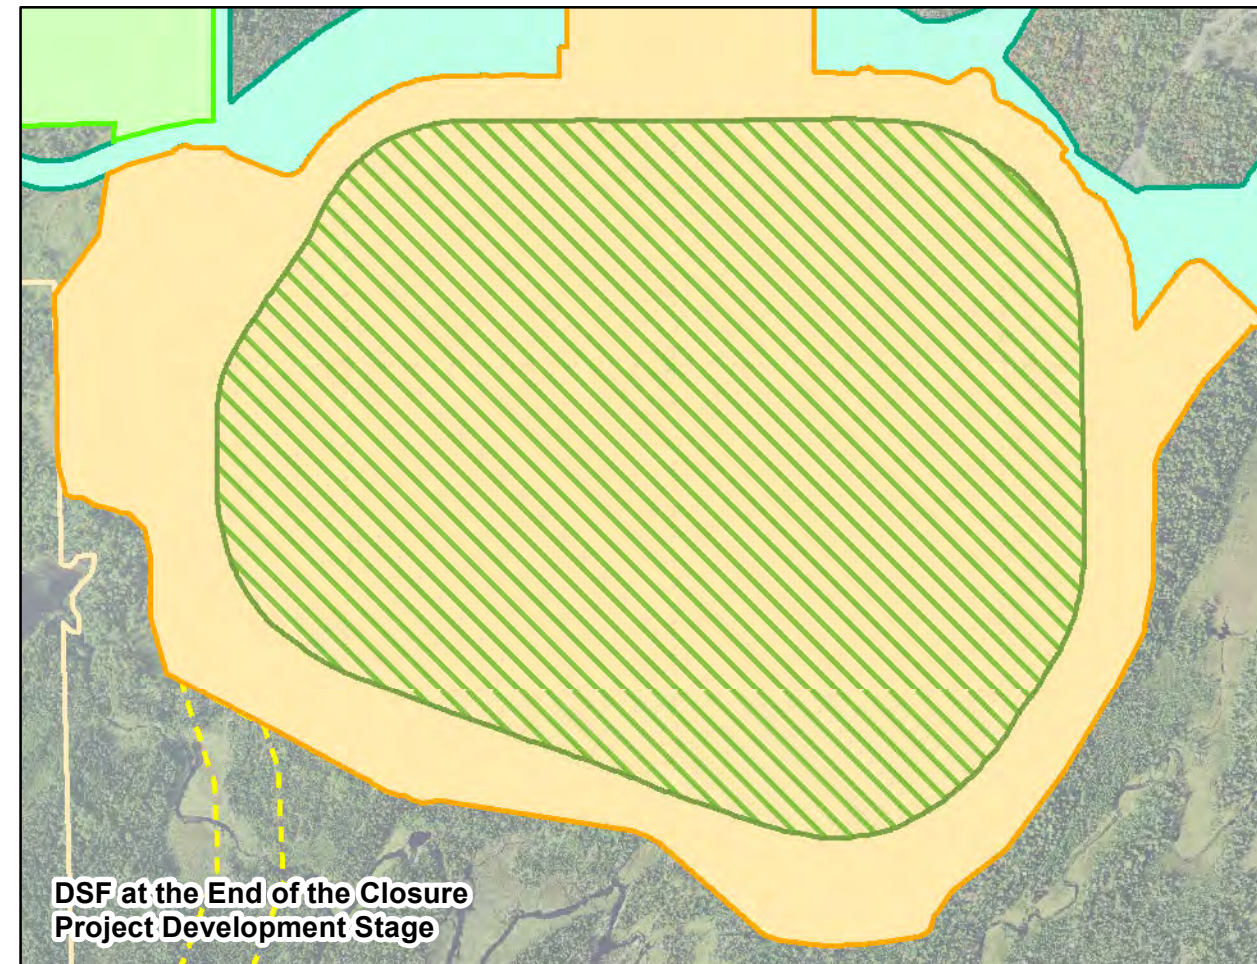 DSF at the End of the Closure
Project Development Stage